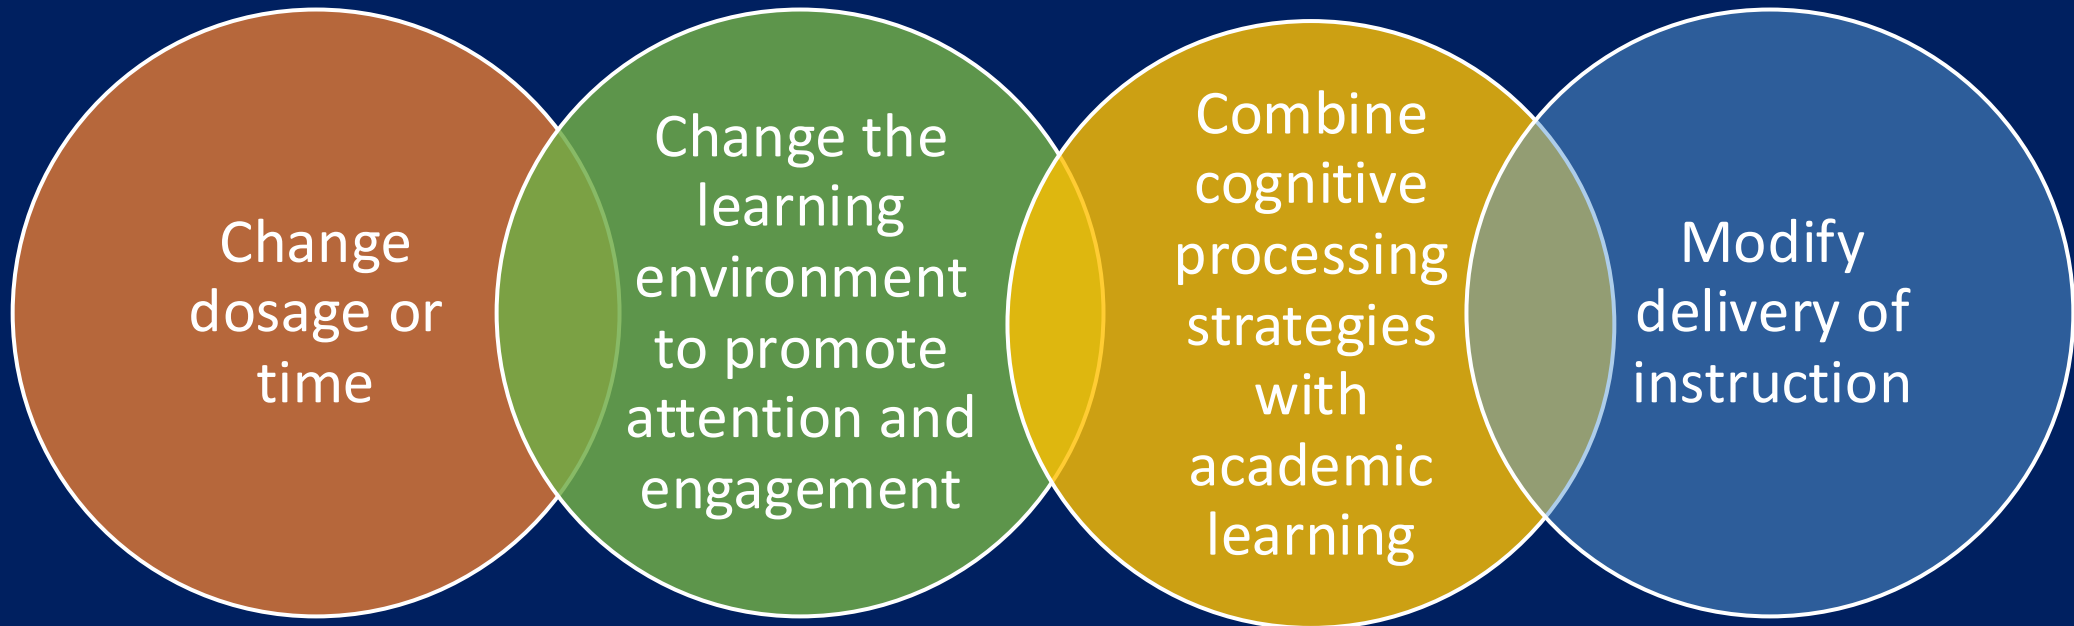 Change
dosage or
time
Change the
learning
environment
to promote
attention and
engagement
Combine
cognitive
processing
strategies
with
academic
learning
Modify
delivery of
instruction